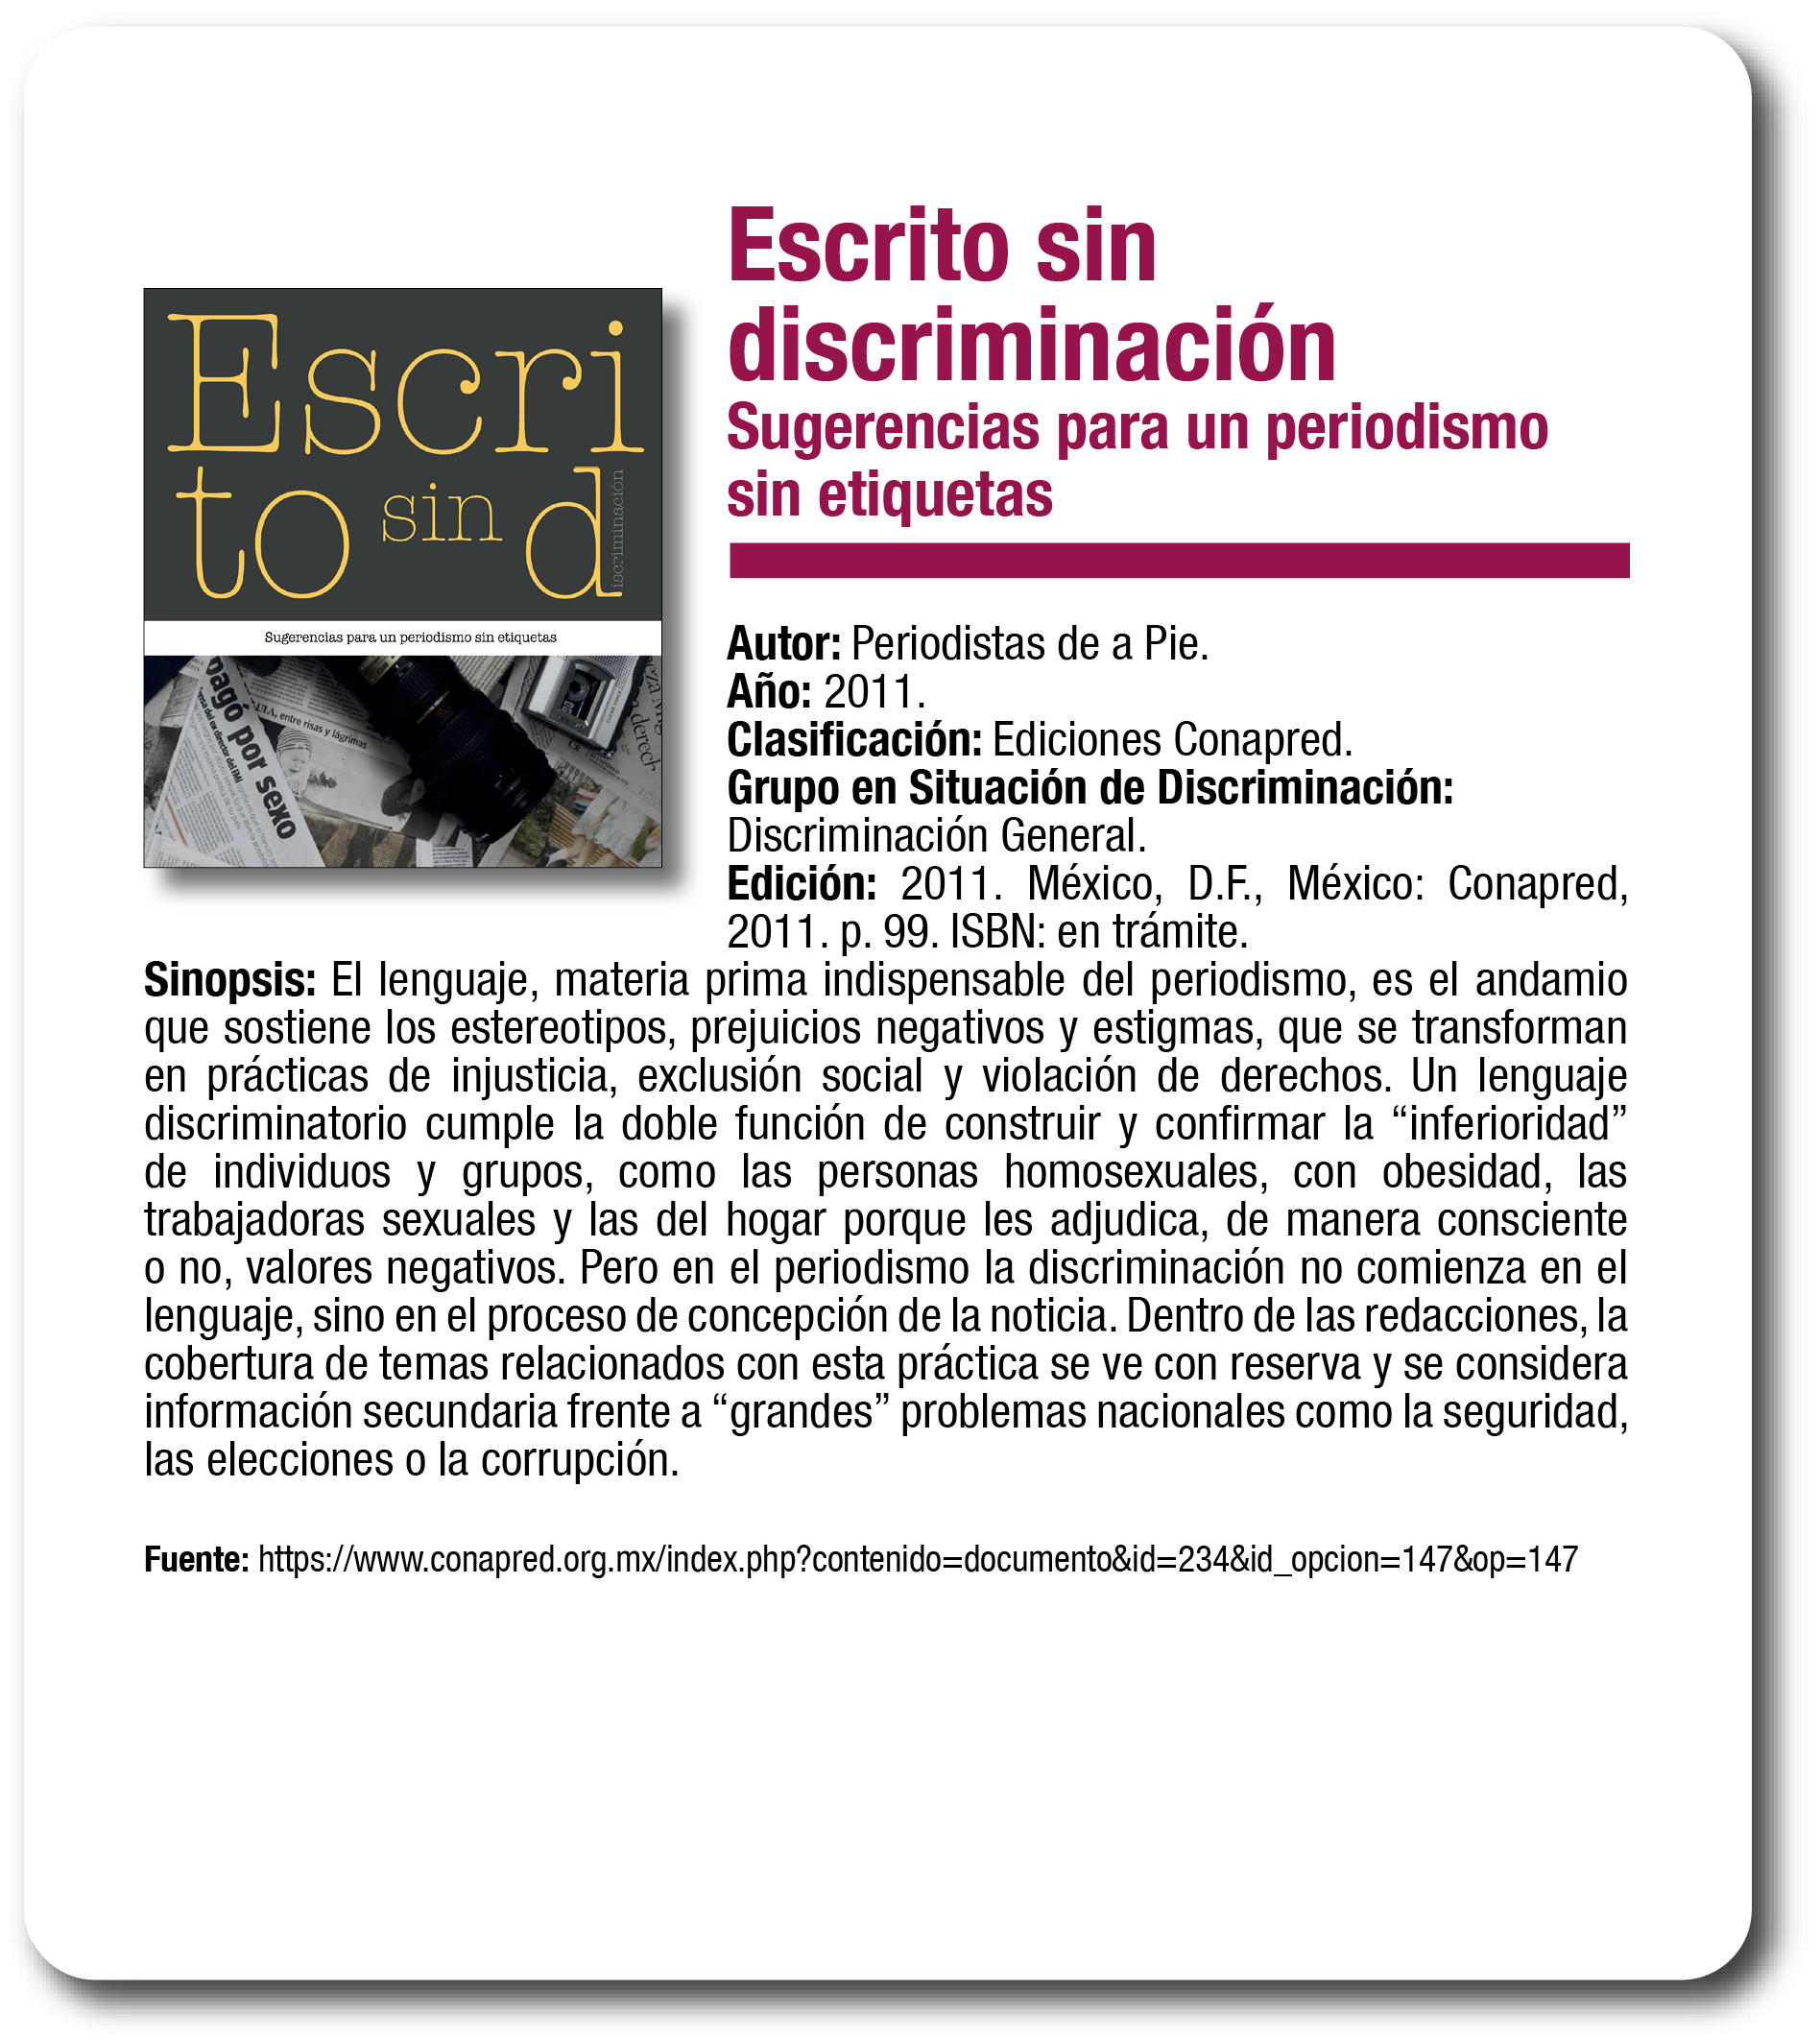 Escrito sin
discriminación
Sugerencias para un periodismo
sin etiquetas
Escri
to sin d
iscriminación
Sugerencias para un periodismo sin etiquetas
pagó por sexo
ULA, entre risas y lágrimas
Autor: Periodistas de a Pie.
Año: 2011.
Clasificación: Ediciones Conapred.
Grupo en Situación de Discriminación:
Discriminación General.
Edición: 2011. México, D.F., México: Conapred,
2011. p. 99. ISBN: en trámite.
Sinopsis: El lenguaje, materia prima indispensable del periodismo, es el andamio
que sostiene los estereotipos, prejuicios negativos y estigmas, que se transforman
en prácticas de injusticia, exclusión social y violación de derechos. Un lenguaje
discriminatorio cumple la doble función de construir y confirmar la “inferioridad”
de individuos y grupos, como las personas homosexuales, con obesidad, las
trabajadoras sexuales y las del hogar porque les adjudica, de manera consciente
o no, valores negativos. Pero en el periodismo la discriminación no comienza en el
lenguaje, sino en el proceso de concepción de la noticia. Dentro de las redacciones, la
cobertura de temas relacionados con esta práctica se ve con reserva y se considera
información secundaria frente a “grandes” problemas nacionales como la seguridad,
las elecciones o la corrupción.
Fuente: https://www.conapred.org.mx/index.php?contenido=documento&id=234&id_opcion=147&op=147